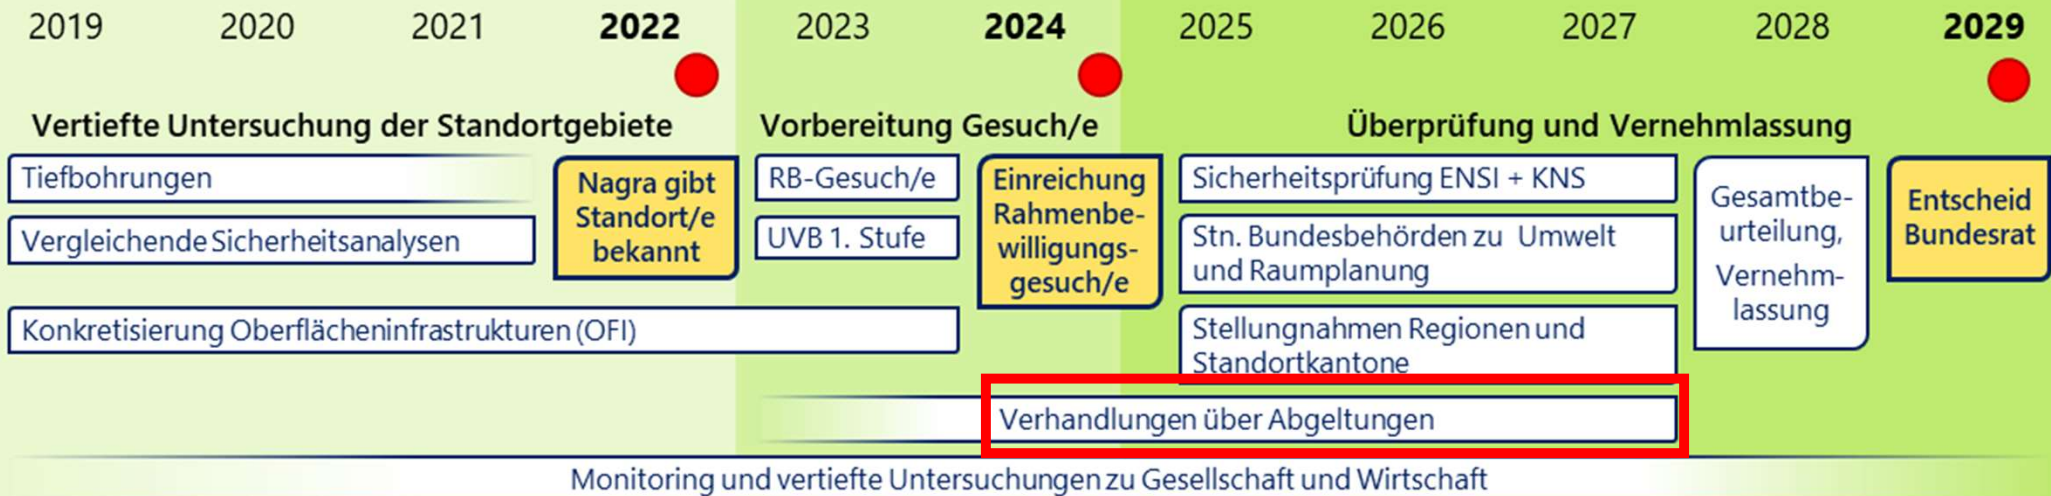 2019 2020 2021 2022 2023 2024 2025 2026 2027 2028 2029
Vertiefte Untersuchung der Standortgebiete
Vorbereitung Gesuch/e
Überprüfung und Vernehmlassung
Tiefbohrungen
Vergleichende Sicherheitsanalysen
Nagra gibt
Standort/e
bekannt
Konkretisierung Oberflächeninfrastrukturen (OFI)
RB-Gesuch/e
UVB 1. Stufe
Einreichung
Rahmenbe-
willigungs-
gesuch/e
Sicherheitsprüfung ENSI + KNS
Stn. Bundesbehörden zu Umwelt
und Raumplanung
Stellungnahmen Regionen und
Standortkantone
Gesamtbe-
urteilung,
Vernehm-
lassung
Entscheid
Bundesrat
Verhandlungen über Abgeltungen
Monitoring und vertiefte Untersuchungen zu Gesellschaft und Wirtschaft